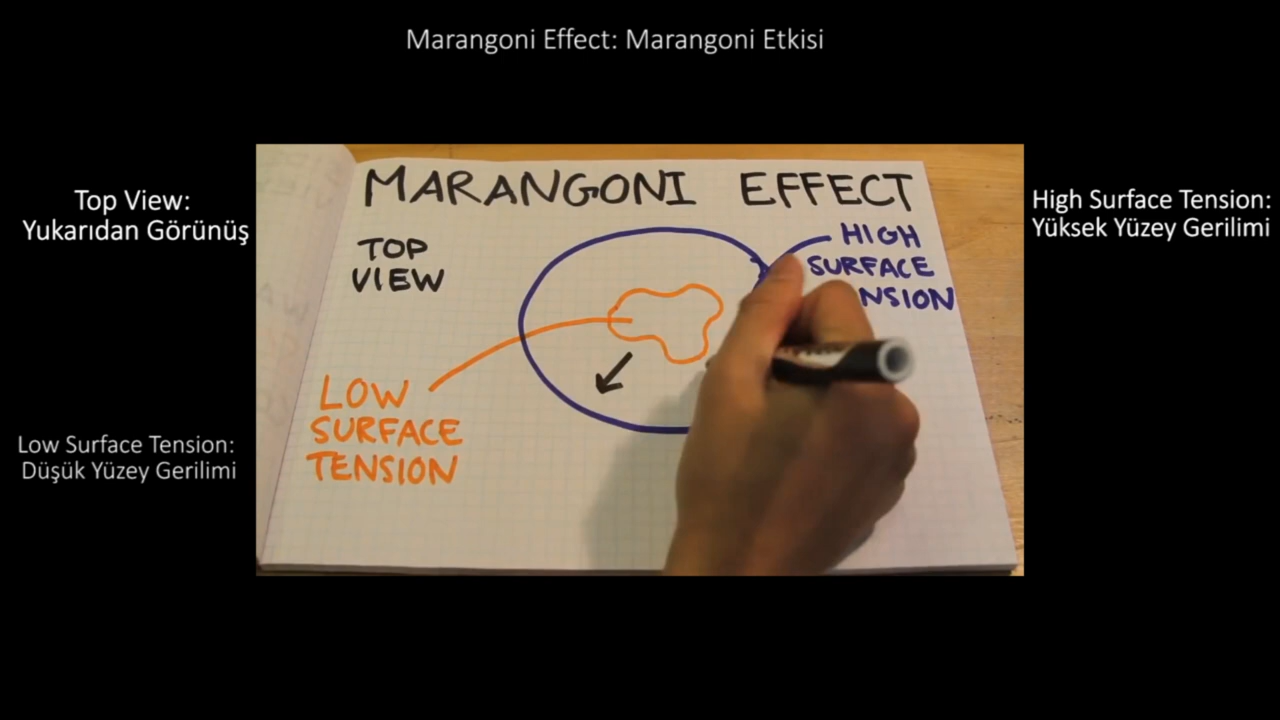 Marangoni Effect: Marangoni Etkisi
MARANGONI EFFECT
Top View:
Yukarıdan Görünüş
TOP
VIEW
HIGH
SURFACE
NSION
High Surface Tension:
Yüksek Yüzey Gerilimi
LOW
SURFACE
TENSION
Low Surface Tension:
Düşük Yüzey Gerilimi